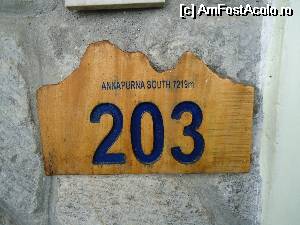 [c] AmFostAcolo.ro
ANNAPURNA SOUTH 7219m
203